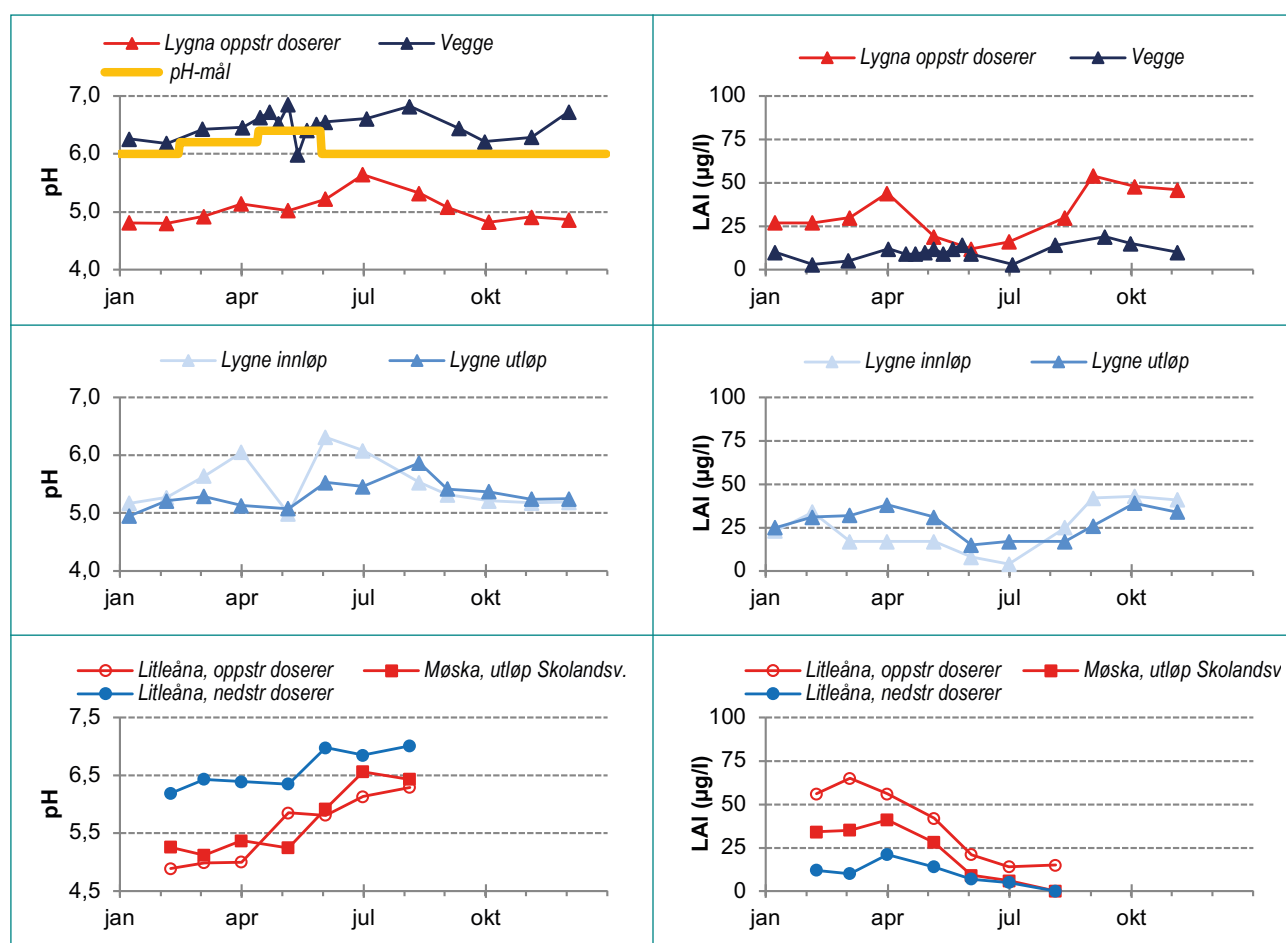 Lygna oppstr doserer Vegge
pH-mål
7,0
6,0
5,0
4,0
pH
jan apr jul okt
Lygna oppstr doserer Vegge
100
75
50
25
0
LAI (µg/l)
jan apr jul okt
Lygne innløp Lygne utløp
7,0
6,0
5,0
4,0
pH
jan apr jul okt
Lygne innløp Lygne utløp
100
75
50
25
0
LAI (µg/l)
jan apr jul okt
Litleåna, oppstr doserer Møska, utløp Skolandsv.
Litleåna, nedstr doserer
7,5
6,5
5,5
4,5
pH
jan apr jul okt
Litleåna, oppstr doserer Møska, utløp Skolandsv
Litleåna, nedstr doserer
100
75
50
25
0
LAI (µg/l)
jan apr jul okt